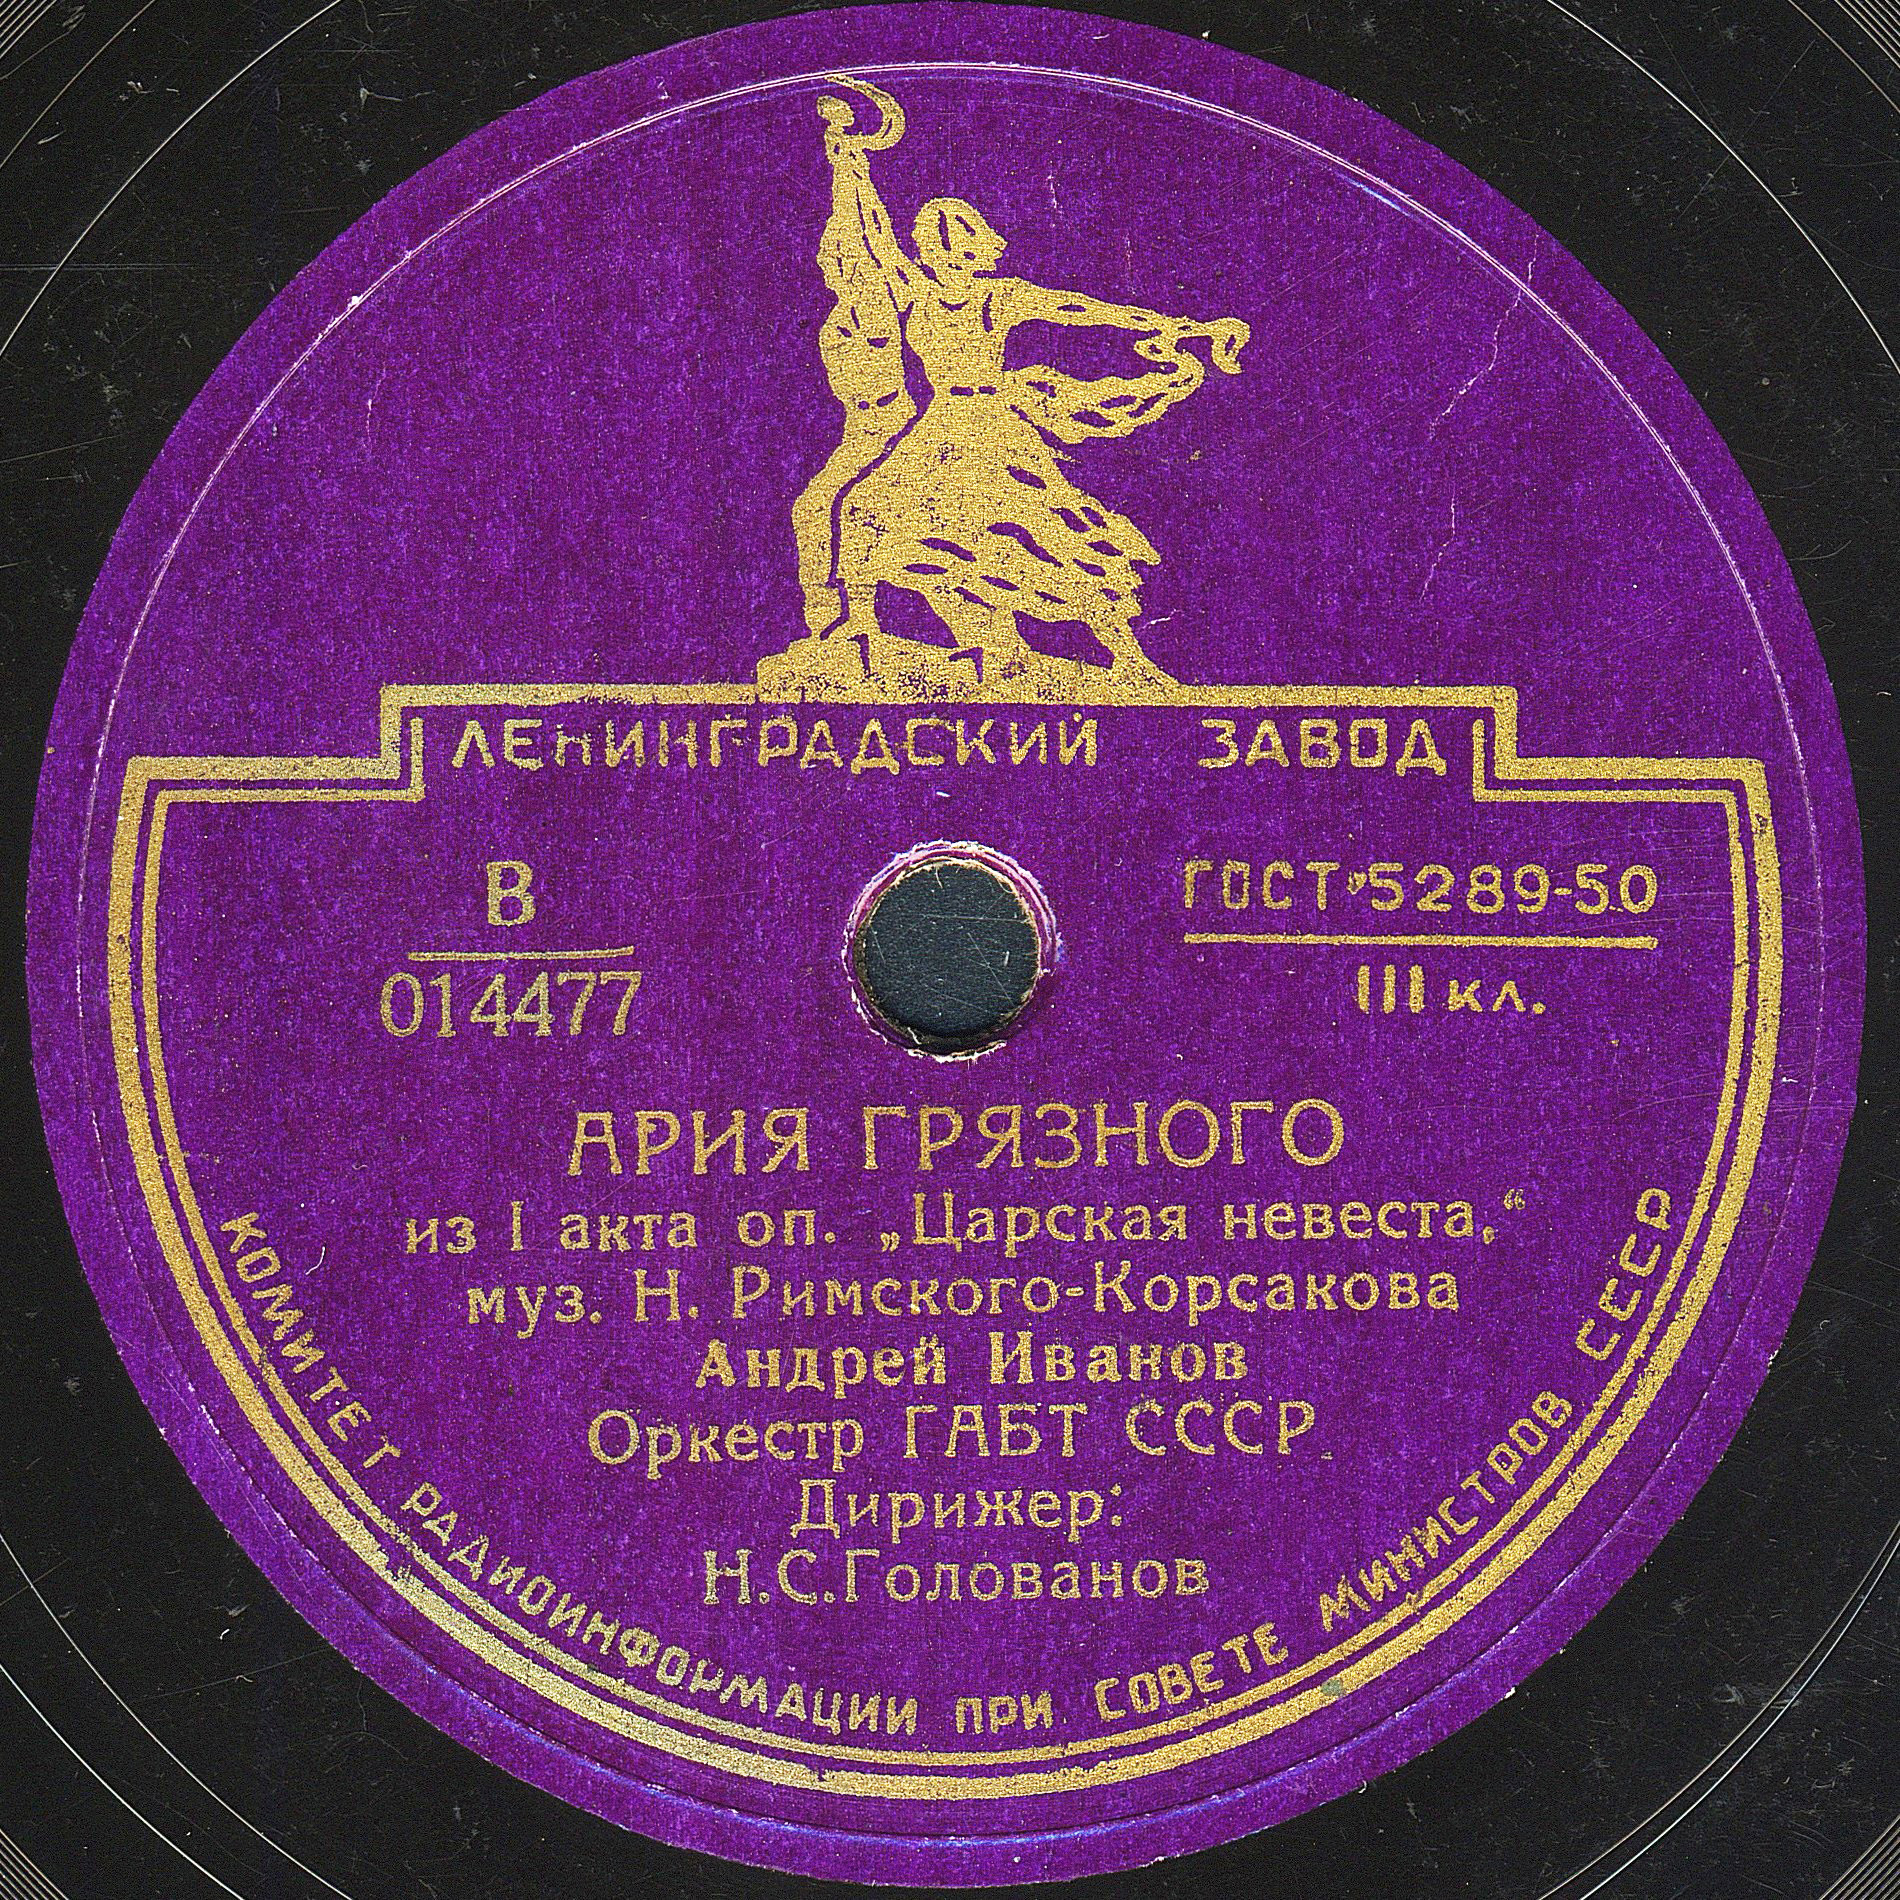 ЛЕНИНГРАДСКИЙ ЗАВОД
В
014477
ГОСТ 5289-50
III кл.
АРИЯ ГРЯЗНОГО
из I акта оп. „Царская невеста.“
муз. Н. Римского-Корсакова
Андрей Иванов
Оркестр ГАБТ СССР.
Дирижер:
Н.С.Голованов
КОМИТЕТ РАДИОИНФОРМАЦИИ ПРИ СОВЕТЕ МИНИСТРОВ СССР